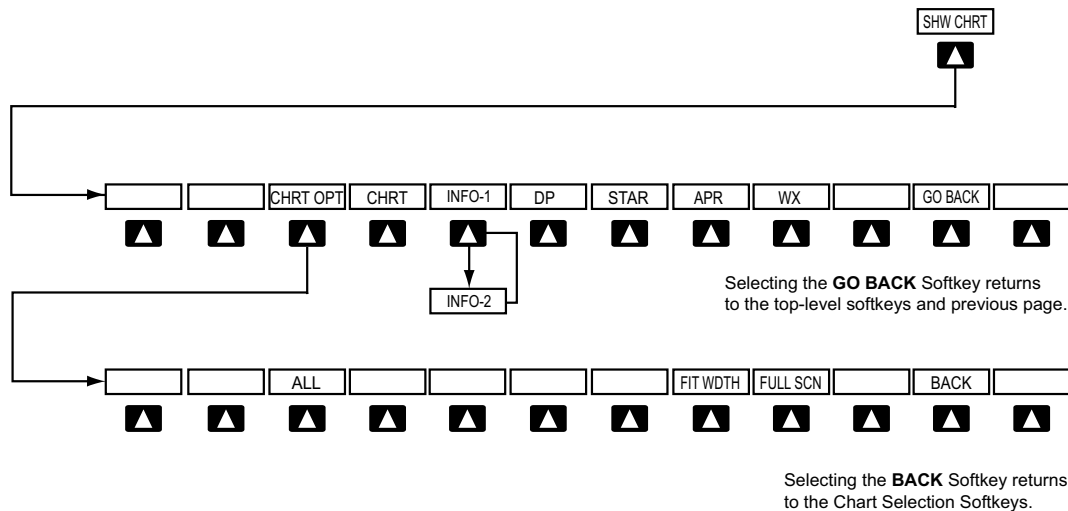 SHW CHRT
CHRT OPT CHRT INFO-1 DP STAR APR WX GO BACK
Selecting the GO BACK Softkey returns
to the top-level softkeys and previous page.
INFO-2
ALL FIT WDTH FULL SCN BACK
Selecting the BACK Softkey returns
to the Chart Selection Softkeys.